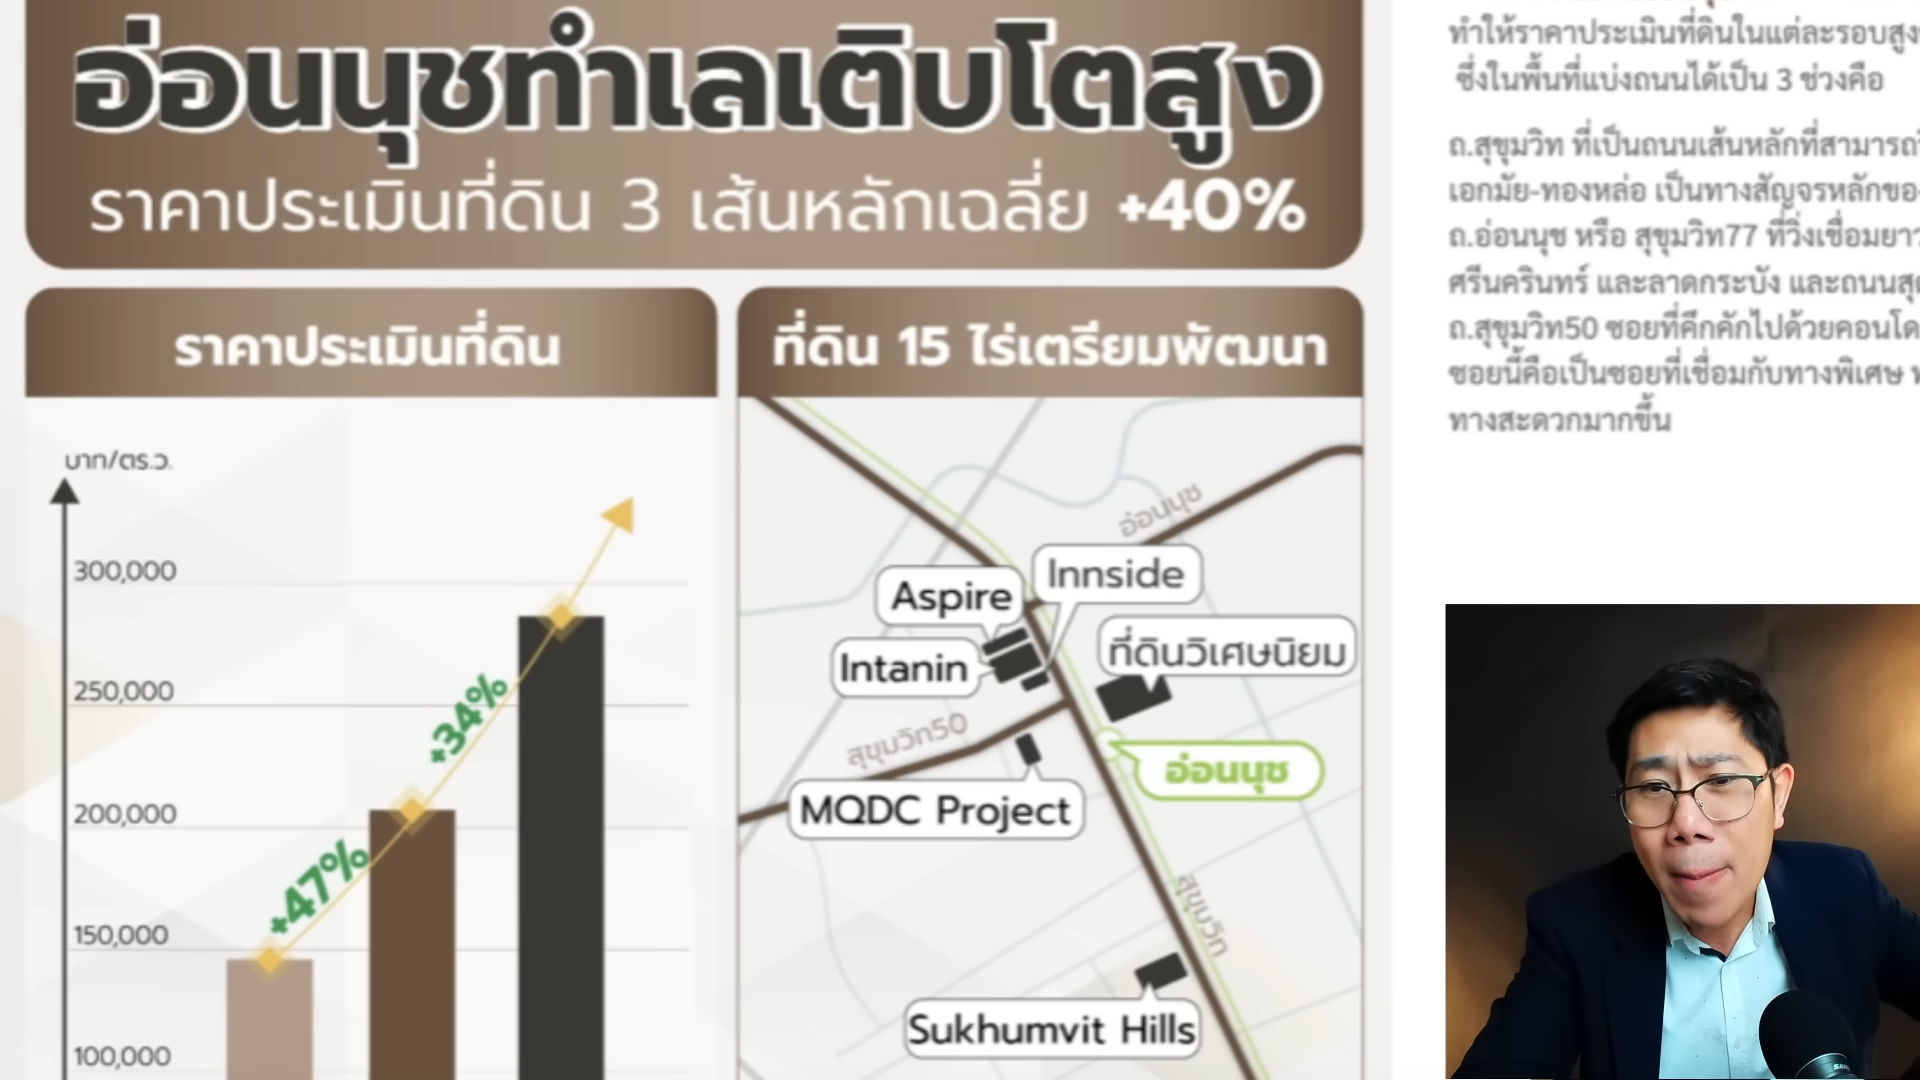 อ่อนนุชทำเลเติบโตสูง
ราคาประเมินที่ดิน 3 เส้นหลักเฉลี่ย +40%
ราคาประเมินที่ดิน
บาท/ตร.ว.
300,000
250,000
200,000
150,000
100,000
+47%
+34%
ที่ดิน 15 ไร่เตรียมพัฒนา
อ่อนนุช
Innside
Aspire
ที่ดินวิเศษนิยม
Intanin
สุขุมวิท50
อ่อนนุช
MQDC Project
สุขุมวิท
Sukhumvit Hills
ทำให้ราคาประเมินที่ดินในแต่ละรอบสูง
ซึ่งในพื้นที่แบ่งถนนได้เป็น 3 ช่วงคือ
ถ.สุขุมวิท ที่เป็นถนนเส้นหลักที่สามารถ
เอกมัย-ทองหล่อ เป็นทางสัญจรหลักขอ
ถ.อ่อนนุช หรือ สุขุมวิท77 ที่วิ่งเชื่อมยาว
ศรีนครินทร์ และลาดกระบัง และถนนสุ
ถ.สุขุมวิท50 ซอยที่คึกคักไปด้วยคอนโด
ซอยนี้คือเป็นซอยที่เชื่อมกับทางพิเศษ
ทางสะดวกมากขึ้น